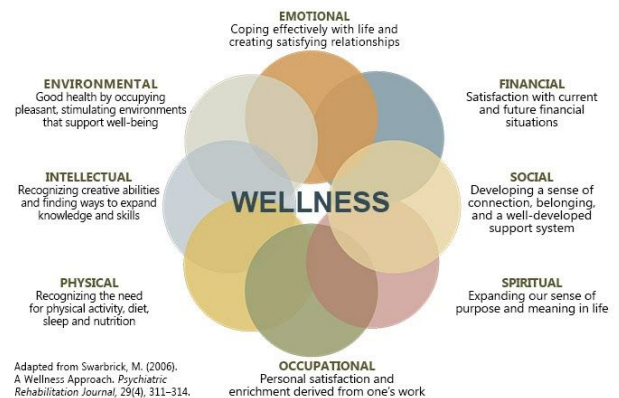 EMOTIONAL
Coping effectively with life and
creating satisfying relationships
ENVIRONMENTAL
Good health by occupying
pleasant, stimulating environments
that support well-being
FINANCIAL
Satisfaction with current
and future financial
situations
INTELLECTUAL
Recognizing creative abilities
and finding ways to expand
knowledge and skills
WELLNESS
SOCIAL
Developing a sense of
connection, belonging,
and a well-developed
support system
PHYSICAL
Recognizing the need
for physical activity, diet,
sleep and nutrition
SPIRITUAL
Expanding our sense of
purpose and meaning in life
OCCUPATIONAL
Personal satisfaction and
enrichment derived from one's work
Adapted from Swarbrick, M. (2006).
A Wellness Approach. Psychiatric
Rehabilitation Journal, 29(4), 311–314.